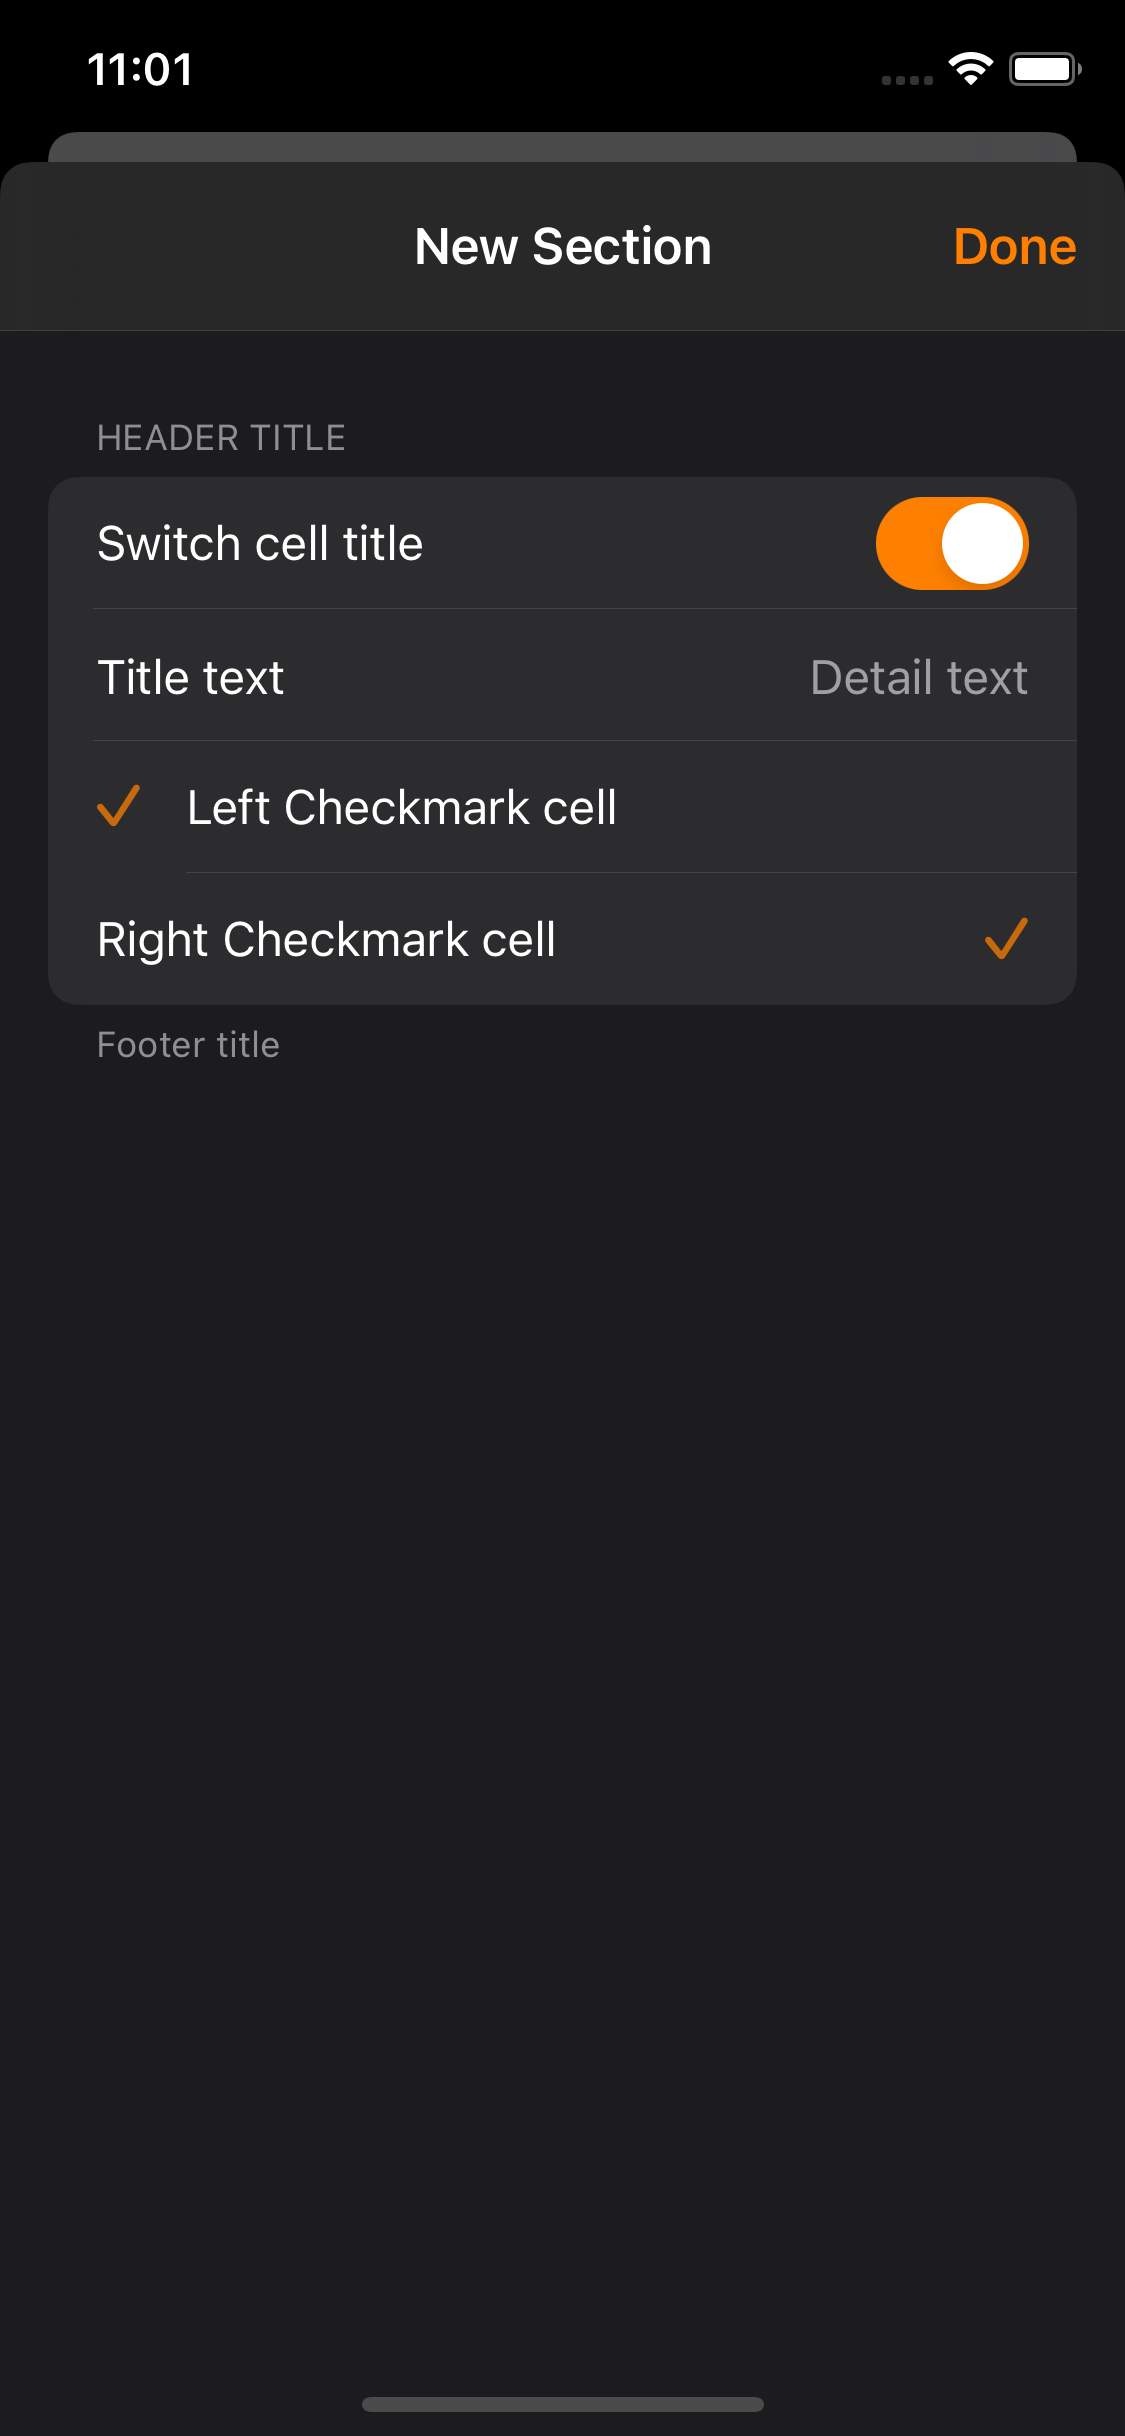 11:01
New Section
Done
HEADER TITLE
Switch cell title
Title text
Detail text
Left Checkmark cell
Right Checkmark cell
Footer title